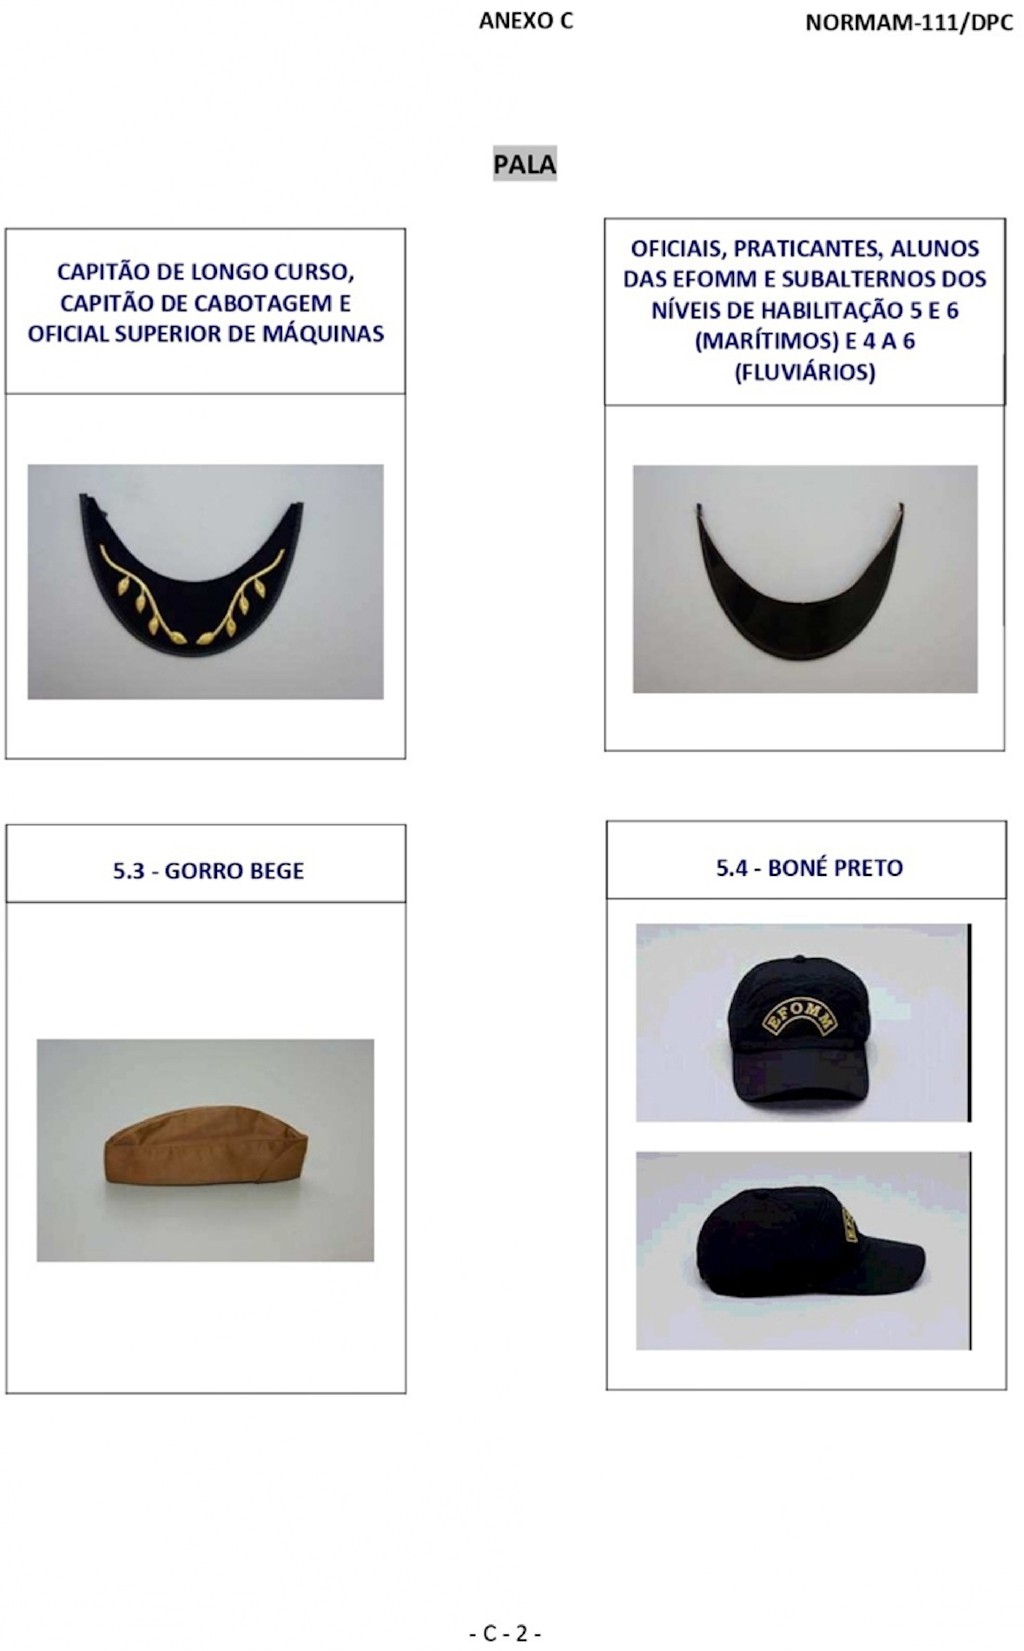 ANEXO C
NORMAM-111/DPC
PALA
CAPITÃO DE LONGO CURSO,
CAPITÃO DE CABOTAGEM E
OFICIAL SUPERIOR DE MÁQUINAS
OFICIAIS, PRATICANTES, ALUNOS
DAS EFOMM E SUBALTERNOS DOS
NÍVEIS DE HABILITAÇÃO 5 E 6
(MARÍTIMOS) E 4 A 6
(FLUVIÁRIOS)
5.3 - GORRO BEGE
5.4 - BONÉ PRETO
EFOMM
- C - 2 -